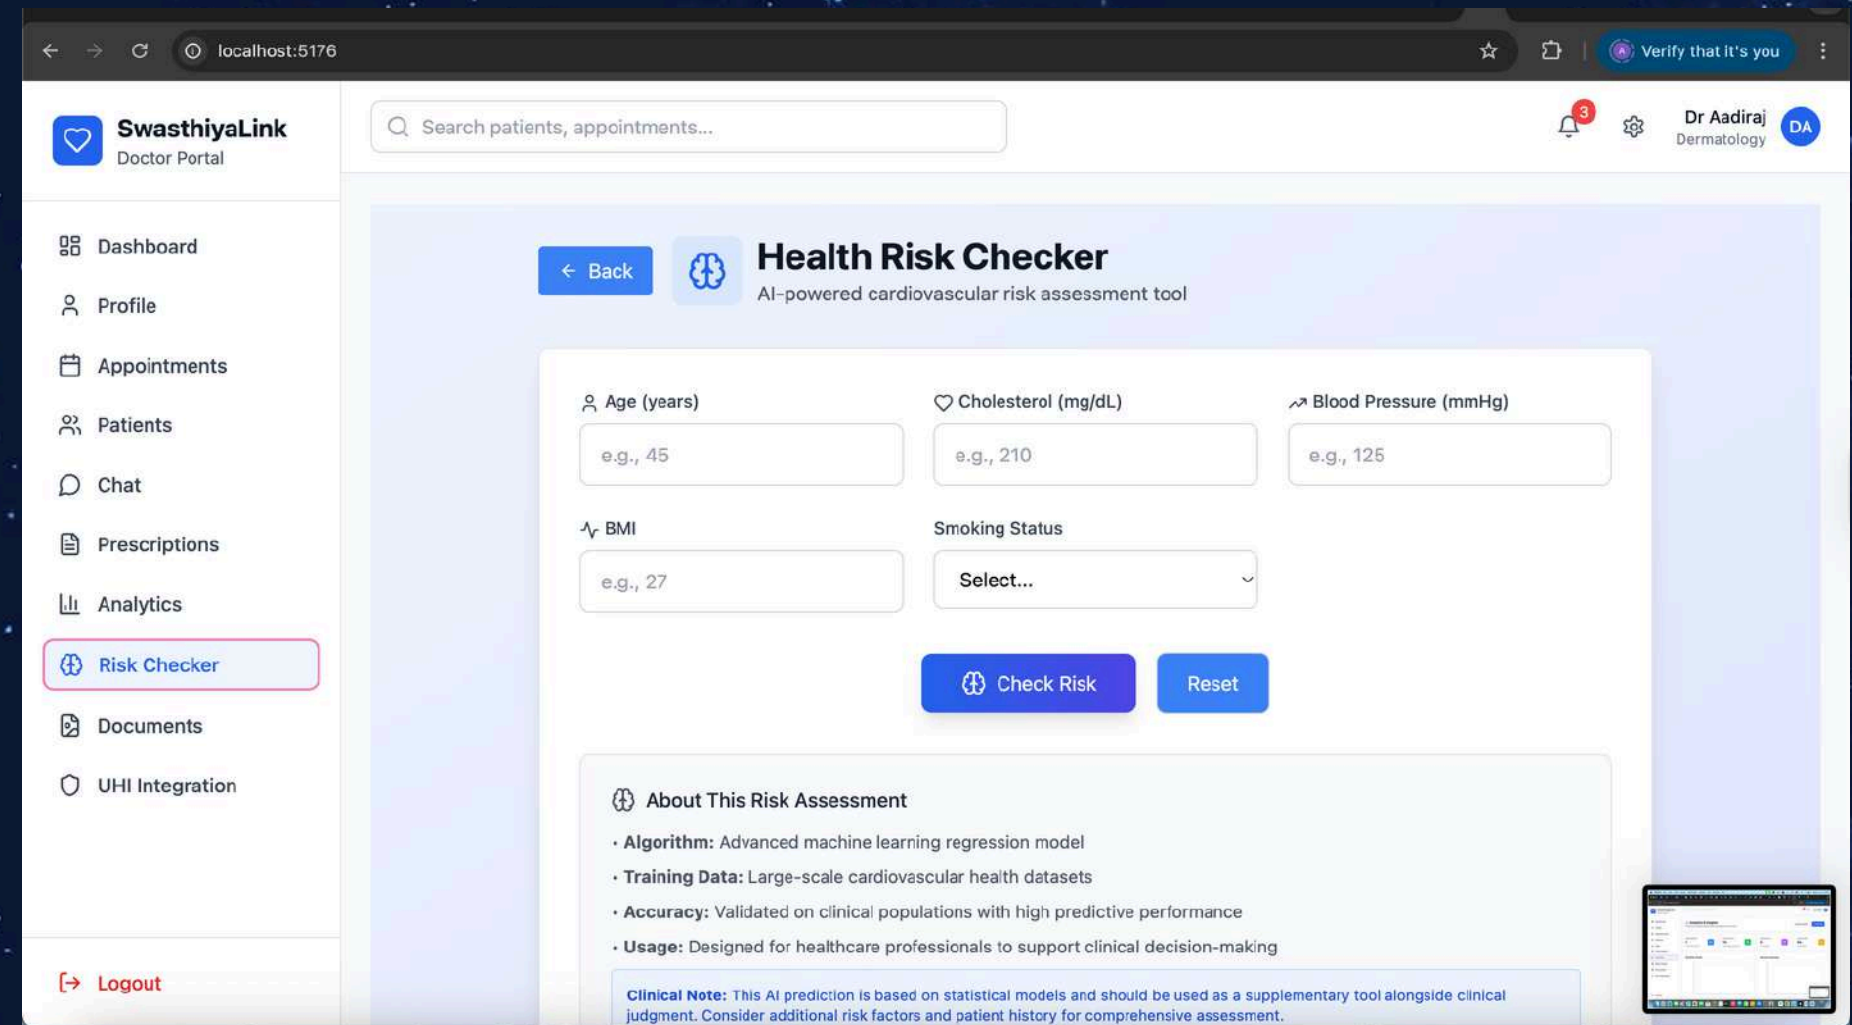 localhost:5176
Verify that it's you
SwasthiyaLink
Doctor Portal
Search patients, appointments...
3
Dr Aadiraj
Dermatology
DA
Dashboard
Profile
Appointments
Patients
Chat
Prescriptions
Analytics
Risk Checker
Documents
UHI Integration
Logout
← Back
Health Risk Checker
AI-powered cardiovascular risk assessment tool
Age (years)
Cholesterol (mg/dL)
Blood Pressure (mmHg)
e.g., 45
e.g., 210
e.g., 125
BMI
Smoking Status
e.g., 27
Select...
Check Risk
Reset
About This Risk Assessment
• Algorithm: Advanced machine learning regression model
• Training Data: Large-scale cardiovascular health datasets
• Accuracy: Validated on clinical populations with high predictive performance
• Usage: Designed for healthcare professionals to support clinical decision-making
Clinical Note: This AI prediction is based on statistical models and should be used as a supplementary tool alongside clinical
judgment. Consider additional risk factors and patient history for comprehensive assessment.